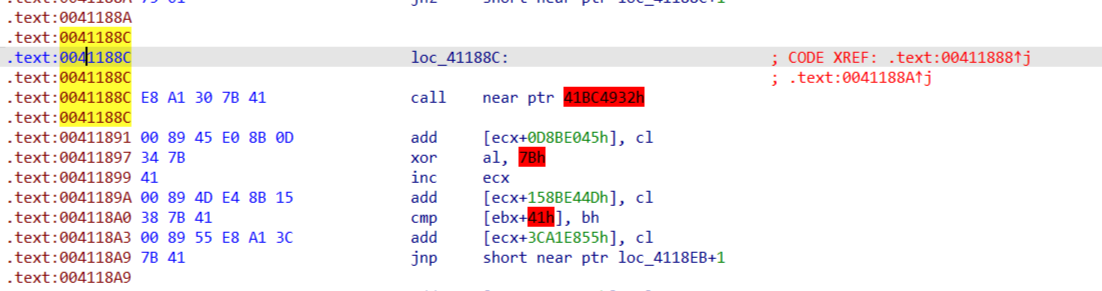 .text:0041188A 79 01 jnz short near ptr loc_41188C+1
.text:0041188A
.text:0041188C
.text:0041188C loc_41188C: ; CODE XREF: .text:00411888↑j
.text:0041188C ; .text:0041188A↑j
.text:0041188C E8 A1 30 7B 41 call near ptr 41BC4932h
.text:0041188C
.text:00411891 00 89 45 E0 8B 0D add [ecx+0D8BE045h], cl
.text:00411897 34 7B xor al, 7Bh
.text:00411899 41 inc ecx
.text:0041189A 00 89 4D E4 8B 15 add [ecx+158BE44Dh], cl
.text:004118A0 38 7B 41 cmp [ebx+41h], bh
.text:004118A3 00 89 55 E8 A1 3C add [ecx+3CA1E855h], cl
.text:004118A9 7B 41 jnp short near ptr loc_4118EB+1
.text:004118A9